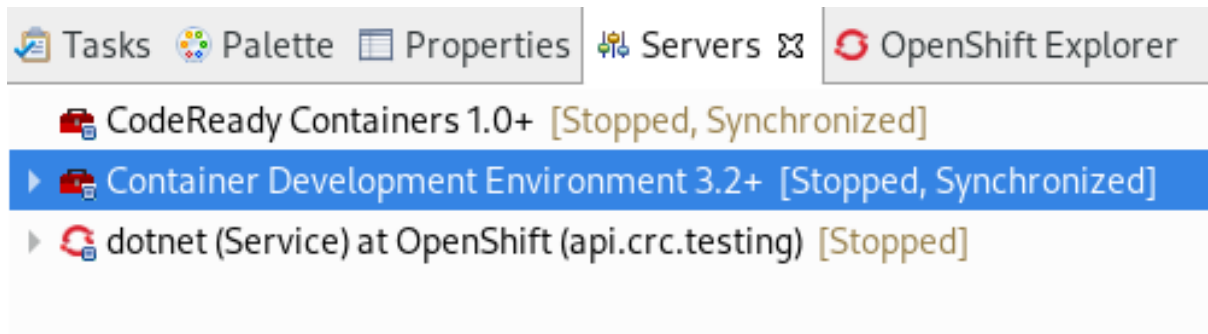 Tasks Palette Properties Servers OpenShift Explorer
CodeReady Containers 1.0+ [Stopped, Synchronized]
Container Development Environment 3.2+ [Stopped, Synchronized]
dotnet (Service) at OpenShift (api.crc.testing) [Stopped]